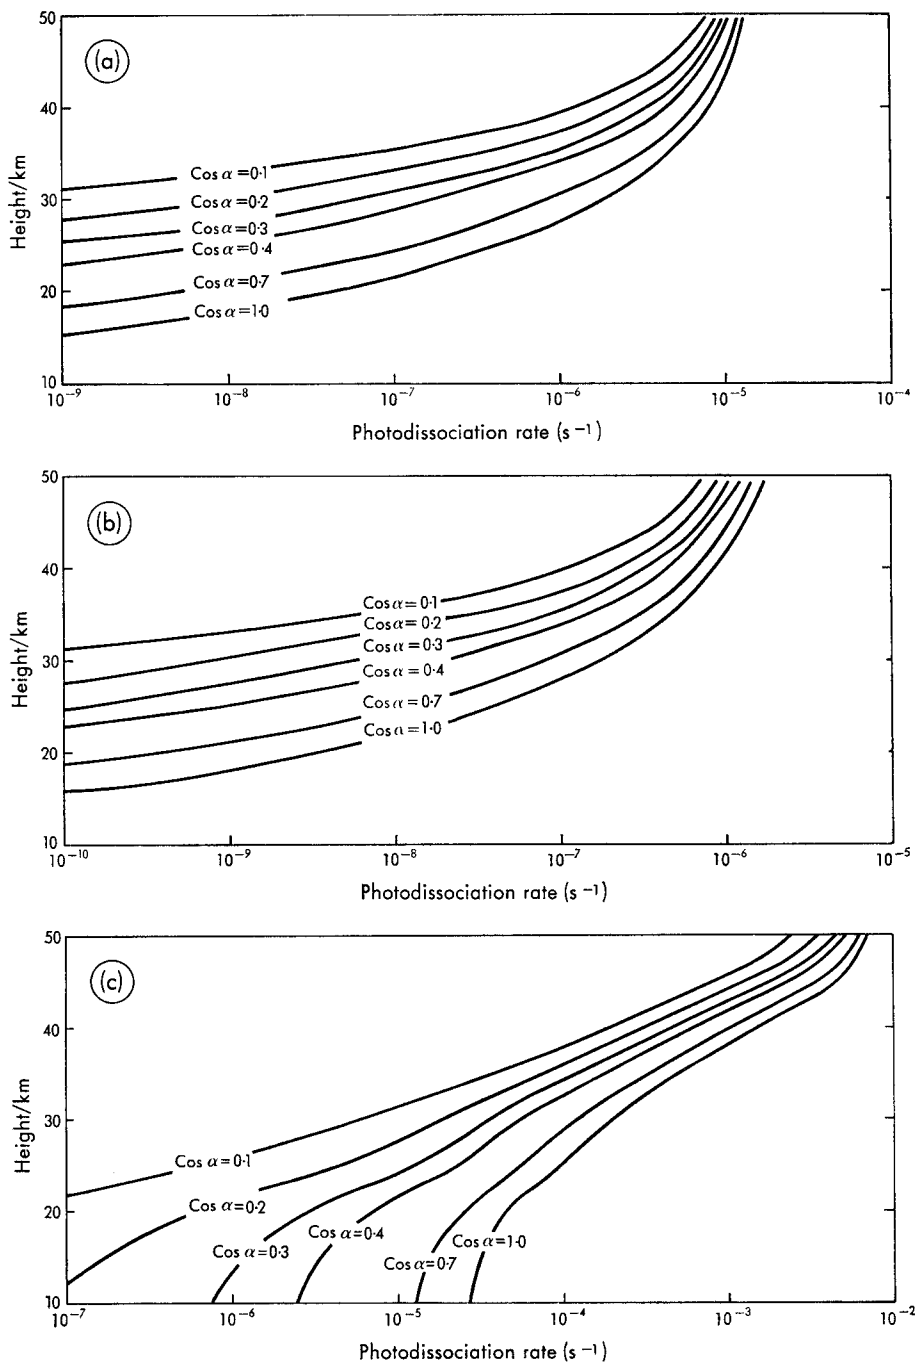 (a)
50
40
30
20
10
Height/km
Cos α=0·1
Cos α=0·2
Cos α=0·3
Cos α=0·4
Cos α=0·7
Cos α=1·0
10⁻⁹ 10⁻⁸ 10⁻⁷ 10⁻⁶ 10⁻⁵ 10⁻⁴
Photodissociation rate (s⁻¹)
(b)
50
40
30
20
10
Height/km
Cos α=0·1
Cos α=0·2
Cos α=0·3
Cos α=0·4
Cos α=0·7
Cos α=1·0
10⁻¹⁰ 10⁻⁹ 10⁻⁸ 10⁻⁷ 10⁻⁶ 10⁻⁵
Photodissociation rate (s⁻¹)
(c)
50
40
30
20
10
Height/km
Cos α=0·1
Cos α=0·2
Cos α=0·3
Cos α=0·4
Cos α=0·7
Cos α=1·0
10⁻⁷ 10⁻⁶ 10⁻⁵ 10⁻⁴ 10⁻³ 10⁻²
Photodissociation rate (s⁻¹)